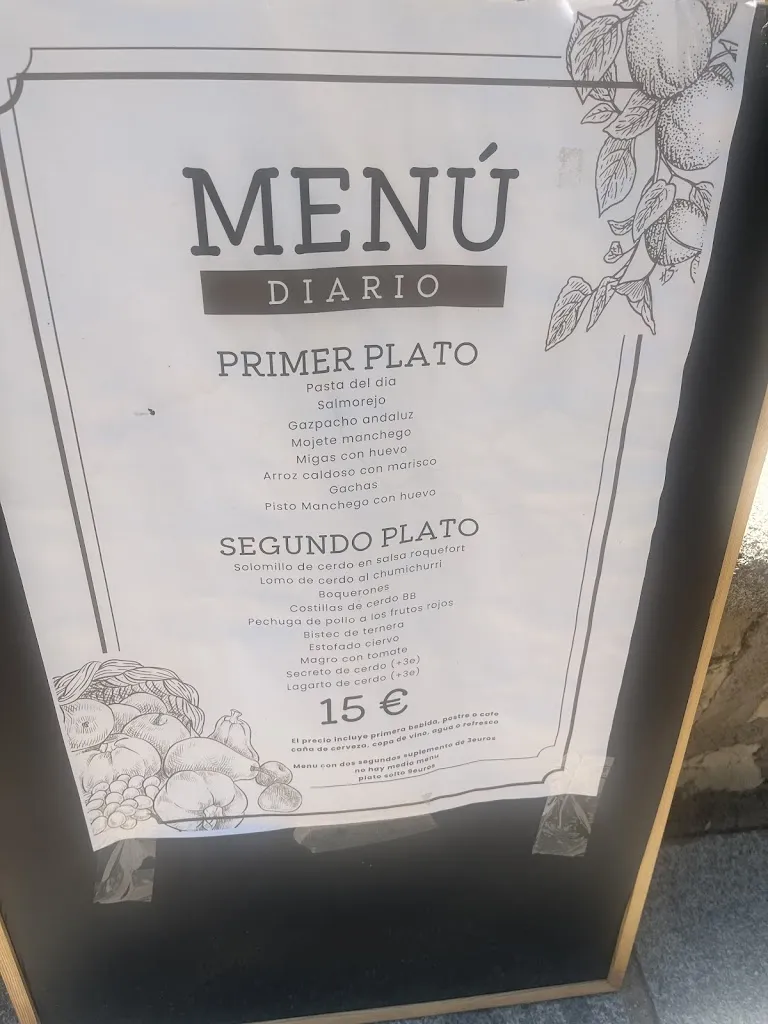 MENÚ
DIARIO
PRIMER PLATO
Pasta del dia
Salmorejo
Gazpacho andaluz
Mojete manchego
Migas con huevo
Arroz caldoso con marisco
Gachas
Pisto Manchego con huevo
SEGUNDO PLATO
Solomillo de cerdo en salsa roquefort
Lomo de cerdo al chumichurri
Boquerones
Costillas de cerdo BB
Pechuga de pollo a los frutos rojos
Bistec de ternera
Estofado ciervo
Magro con tomate
Secreto de cerdo (+3e)
Lagarto de cerdo (+3e)
15 €
El precio incluye primera bebida, postre o cafe
caña de cerveza, copa de vino, agua o refresco
Menu con dos segundos suplemento de 3euros
no hay medio menu
plato solto 9euros